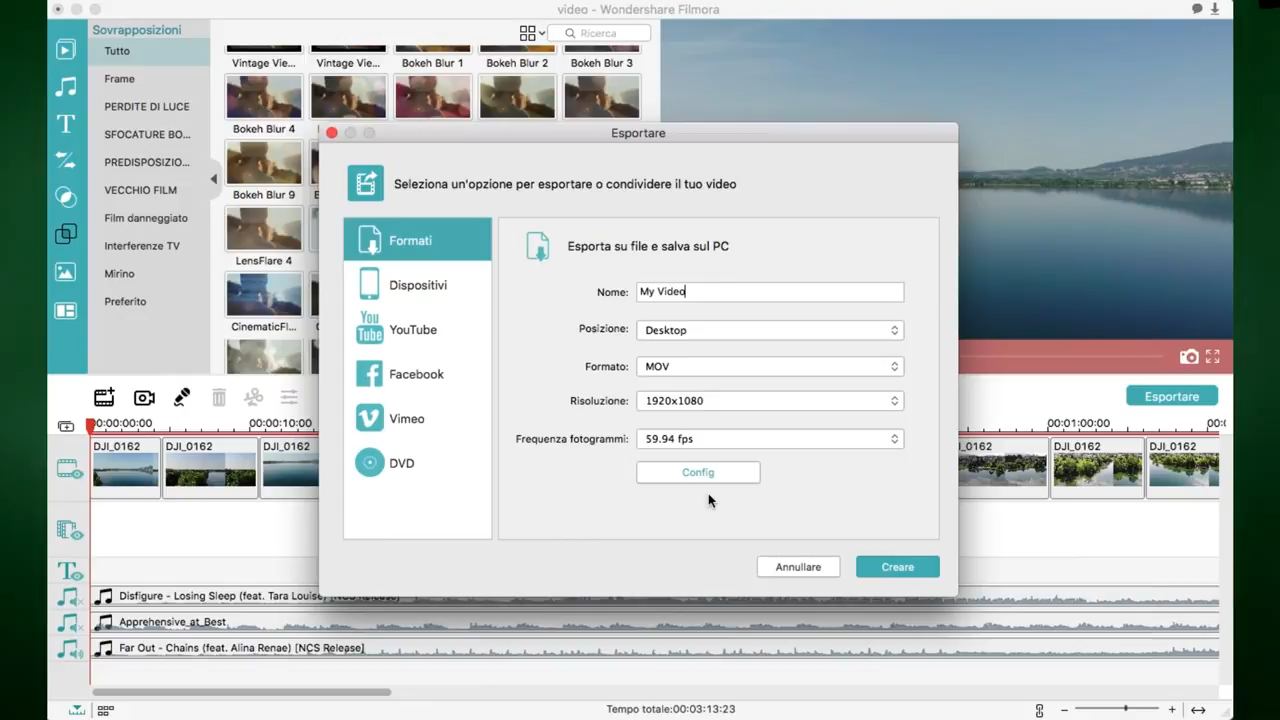 video - Wondershare Filmora
Sovrapposizioni
Tutto
Frame
PERDITE DI LUCE
SFOCATURE BO...
PREDISPOSIZIO...
VECCHIO FILM
Film danneggiato
Interferenze TV
Mirino
Preferito
Ricerca
Vintage Vie...
Vintage Vie...
Bokeh Blur 1
Bokeh Blur 2
Bokeh Blur 3
Bokeh Blur 4
Bokeh Blur 9
LensFlare 4
CinematicFl...
Esportare
Seleziona un'opzione per esportare o condividere il tuo video
Formati
Dispositivi
YouTube
Facebook
Vimeo
DVD
Esporta su file e salva sul PC
Nome: My Video
Posizione: Desktop
Formato: MOV
Risoluzione: 1920x1080
Frequenza fotogrammi: 59.94 fps
Config
Annullare
Creare
Esportare
00:00:00:00
00:00:10:00
00:01:00:00
DJI_0162
DJI_0162
DJI_0162
DJI_0162
DJI_0162
Disfigure - Losing Sleep (feat. Tara Louise) [NCS Release]
Apprehensive_at_Best
Far Out - Chains (feat. Alina Renae) [NCS Release]
Tempo totale:00:03:13:23